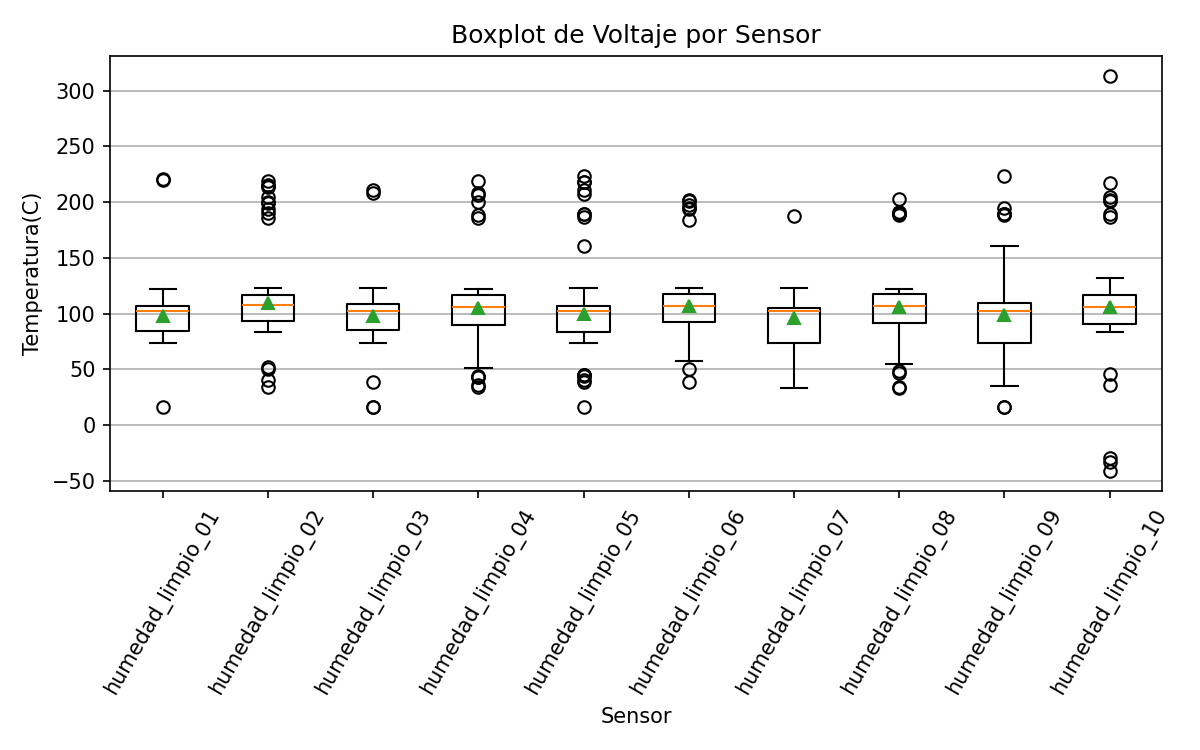 Boxplot de Voltaje por Sensor
Temperatura(C)
300
250
200
150
100
50
0
−50
humedad_limpio_01
humedad_limpio_02
humedad_limpio_03
humedad_limpio_04
humedad_limpio_05
humedad_limpio_06
humedad_limpio_07
humedad_limpio_08
humedad_limpio_09
humedad_limpio_10
Sensor